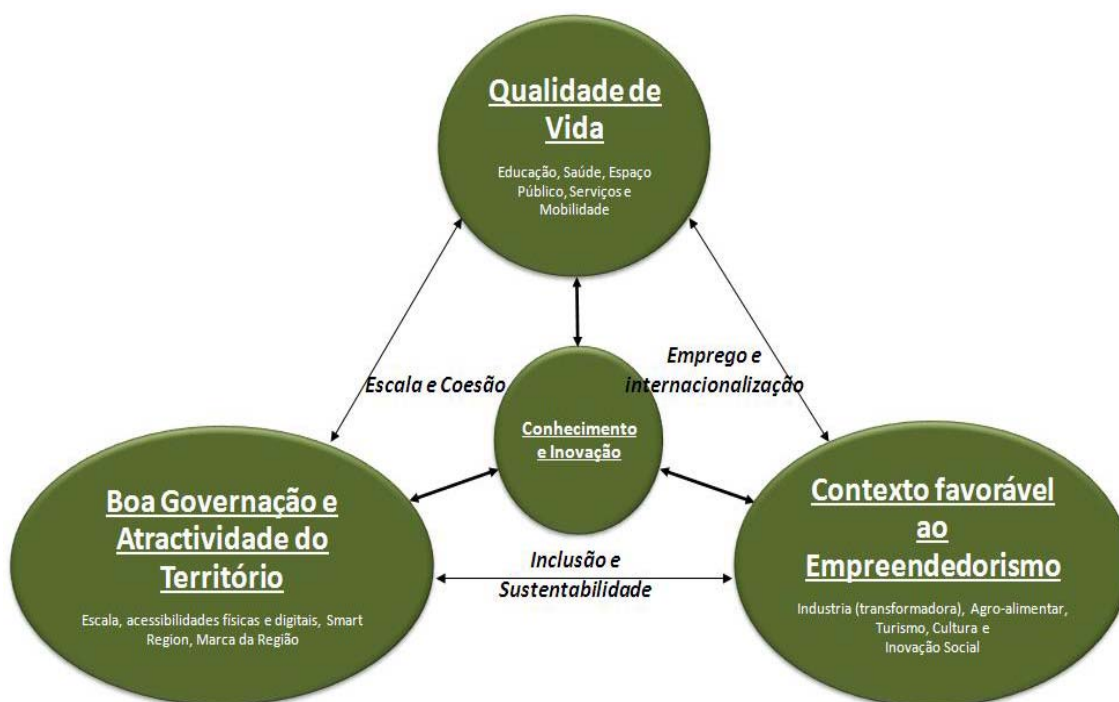 Qualidade de
Vida
Educação, Saúde, Espaço
Público, Serviços e
Mobilidade
Escala e Coesão
Emprego e
internacionalização
Conhecimento
e Inovação
Boa Governação e
Atractividade do
Território
Escala, acessibilidades físicas e digitais, Smart
Region, Marca da Região
Inclusão e
Sustentabilidade
Contexto favorável
ao
Empreendedorismo
Industria (transformadora), Agro-alimentar,
Turismo, Cultura e
Inovação Social